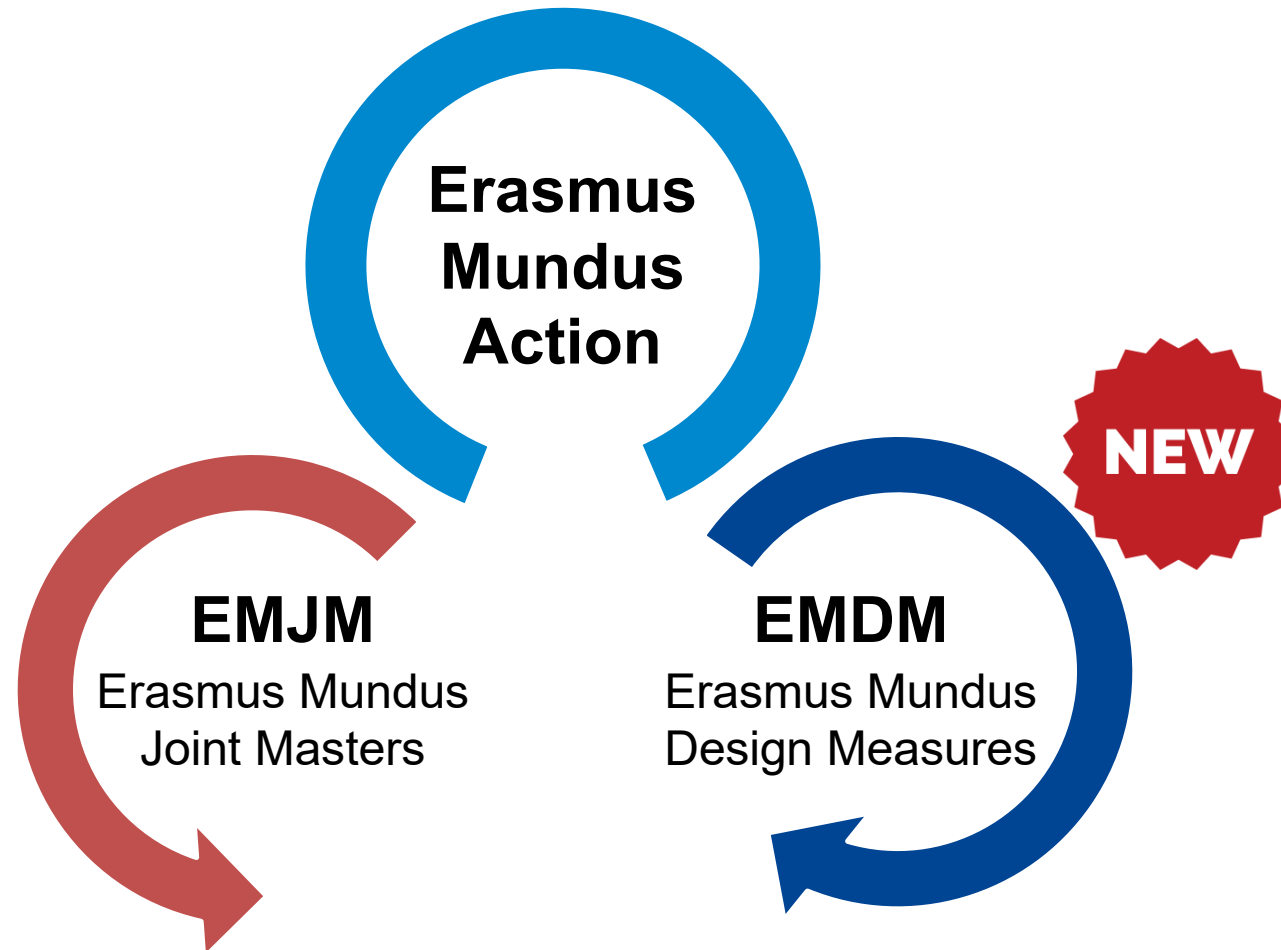 Erasmus
Mundus
Action
NEW
EMJM
Erasmus Mundus
Joint Masters
EMDM
Erasmus Mundus
Design Measures